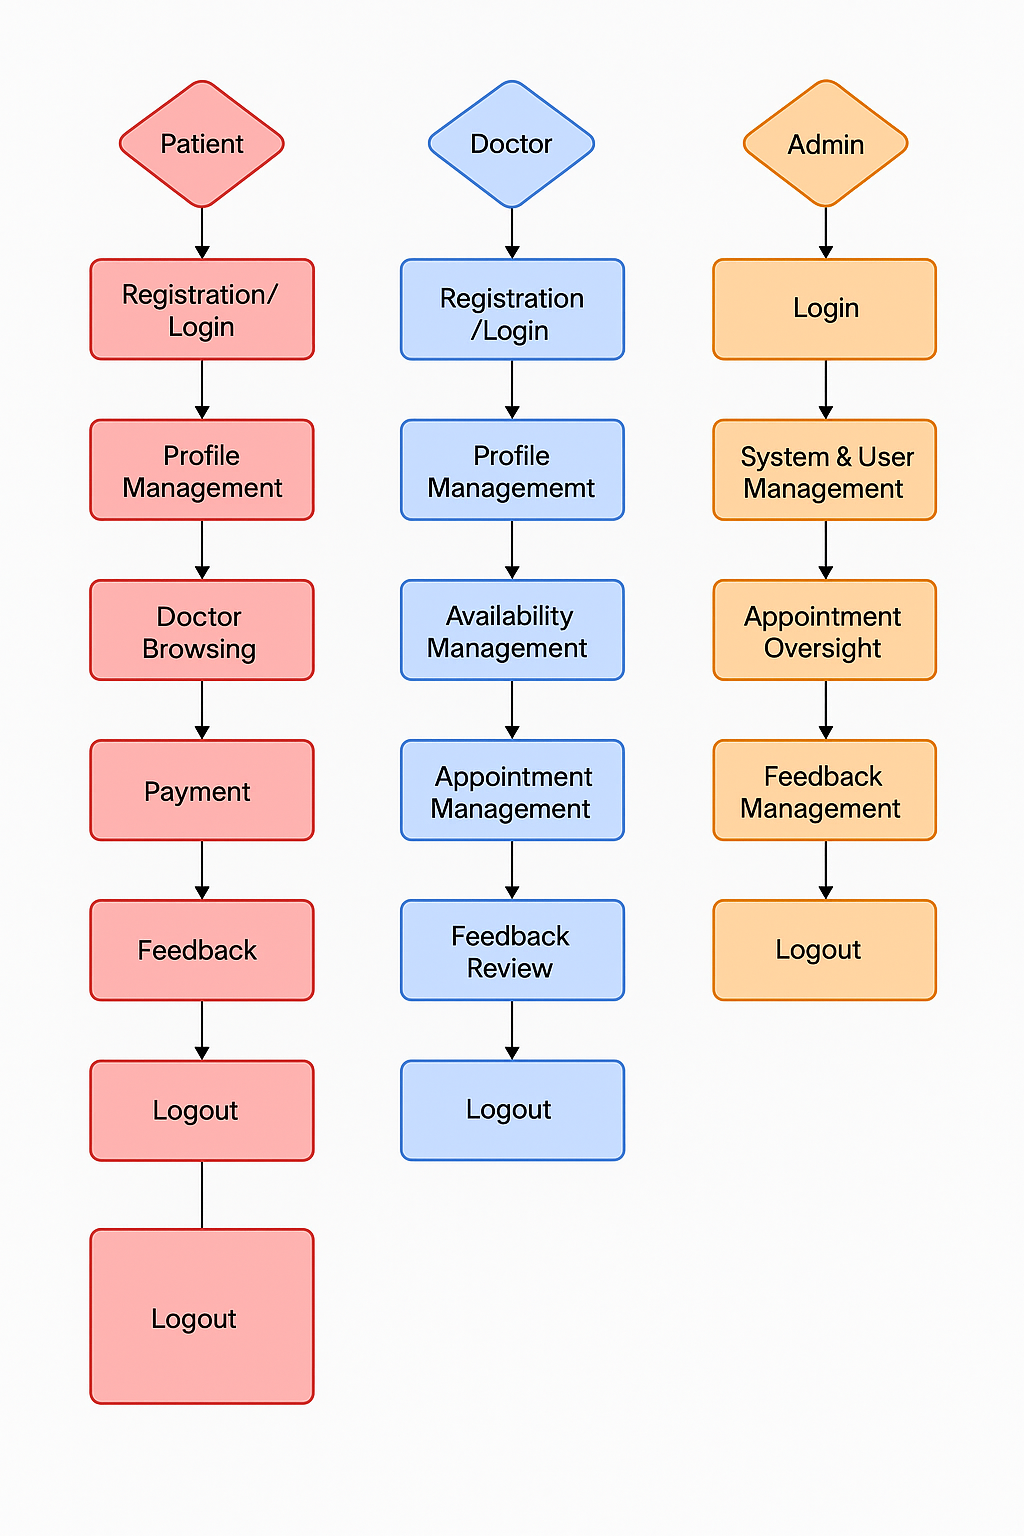 Patient
Registration/
Login
Profile
Management
Doctor
Browsing
Payment
Feedback
Logout
Logout
Doctor
Registration
/Login
Profile
Managememt
Availability
Management
Appointment
Management
Feedback
Review
Logout
Admin
Login
System & User
Management
Appointment
Oversight
Feedback
Management
Logout